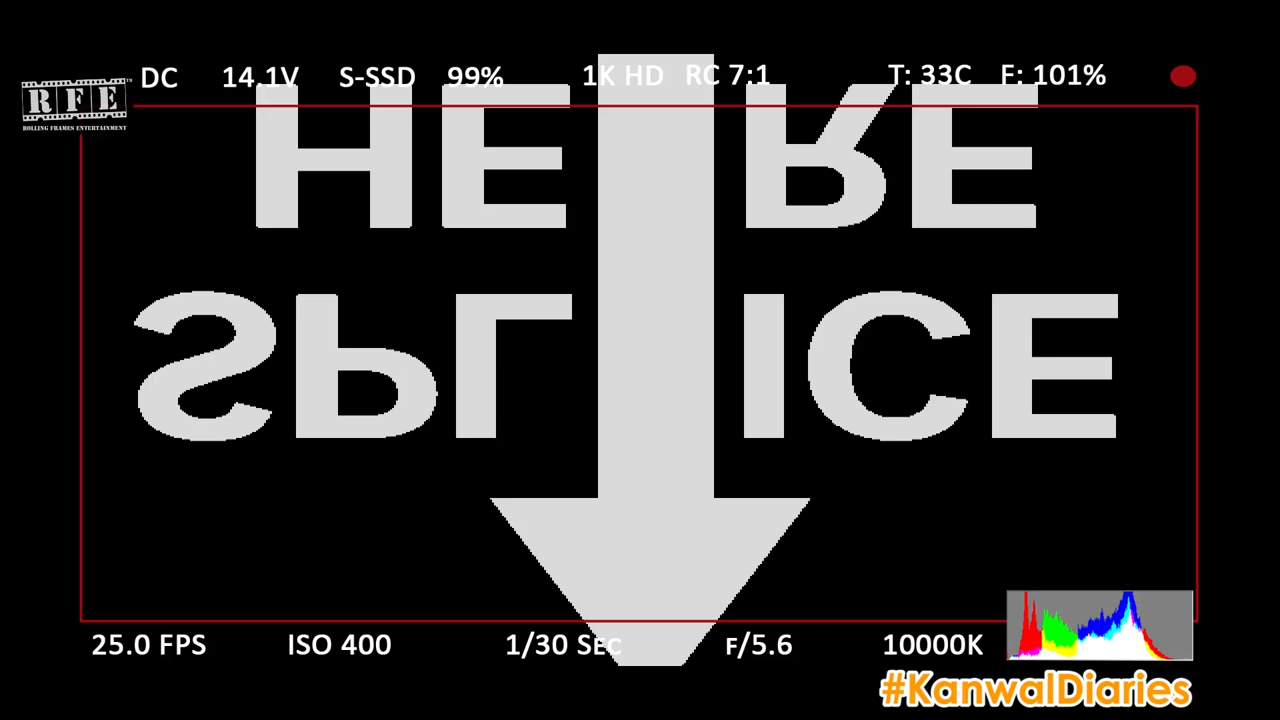 DC 14.1V S-SSD 99% 1K HD RC 7:1 T: 33C F: 101%
RFE™
ROLLING FRAMES ENTERTAINMENT
HERE
SPLICE
25.0 FPS ISO 400 1/30 SEC F/5.6 10000K
#KanwalDiaries